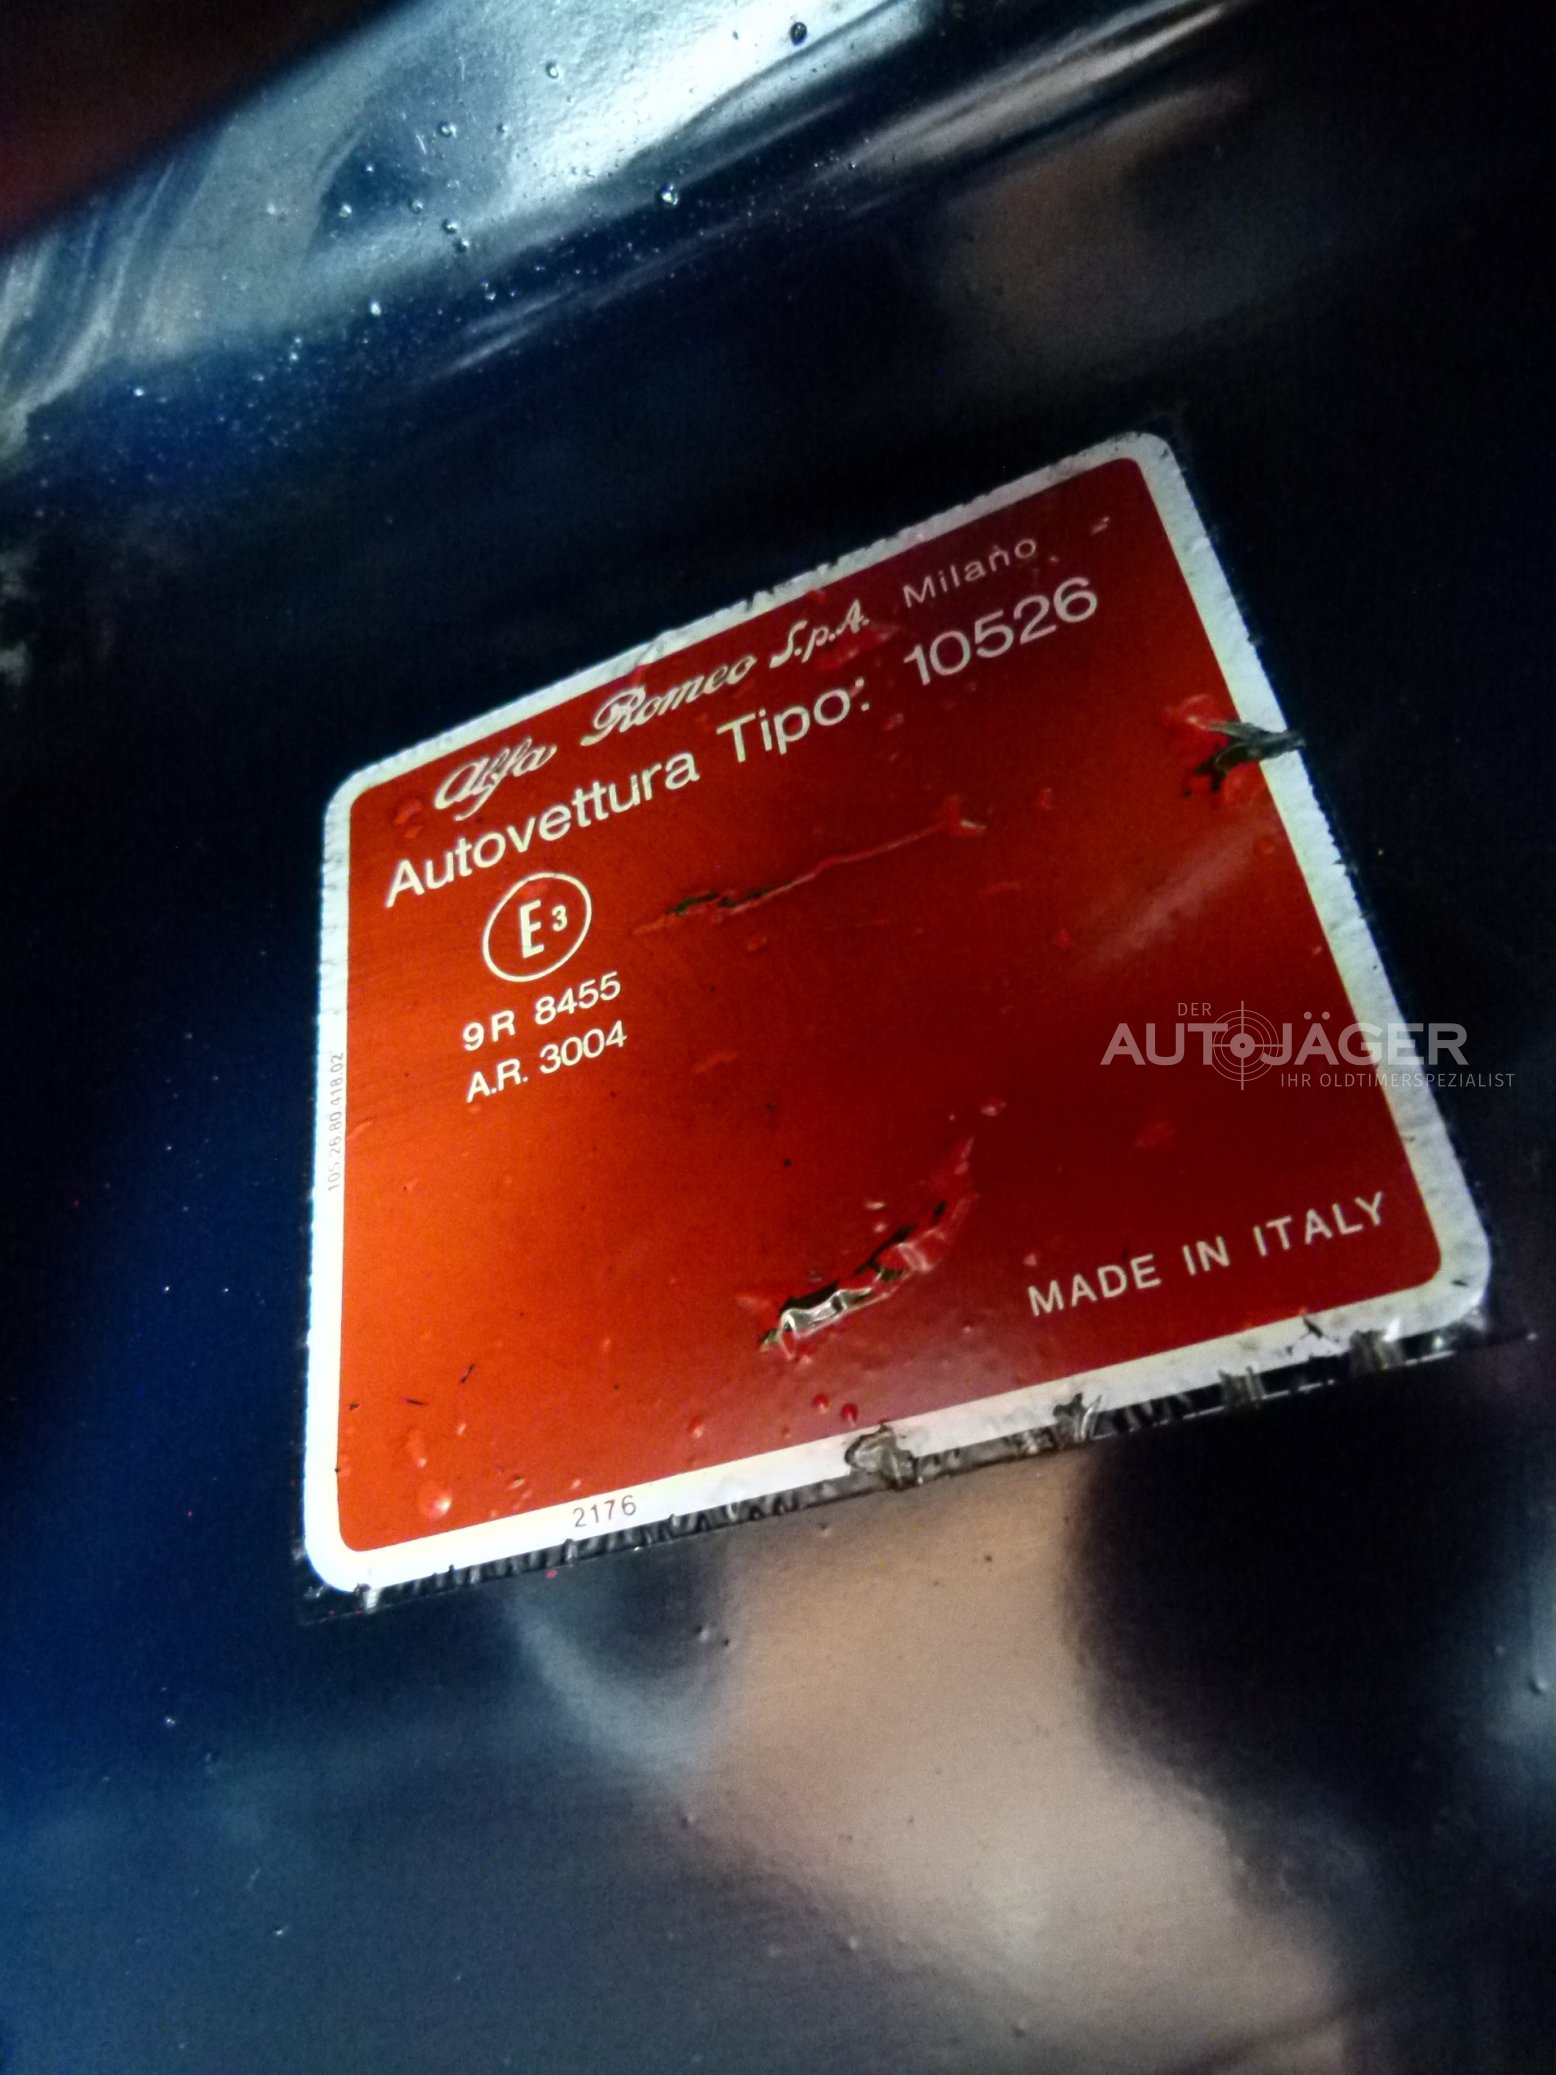 Alfa Romeo S.p.A. Milano
Autovettura Tipo: 10526
E3
9R 8455
A.R. 3004
105.26.80.418.02
MADE IN ITALY
2176
DER
AUTOJÄGER
IHR OLDTIMERSPEZIALIST